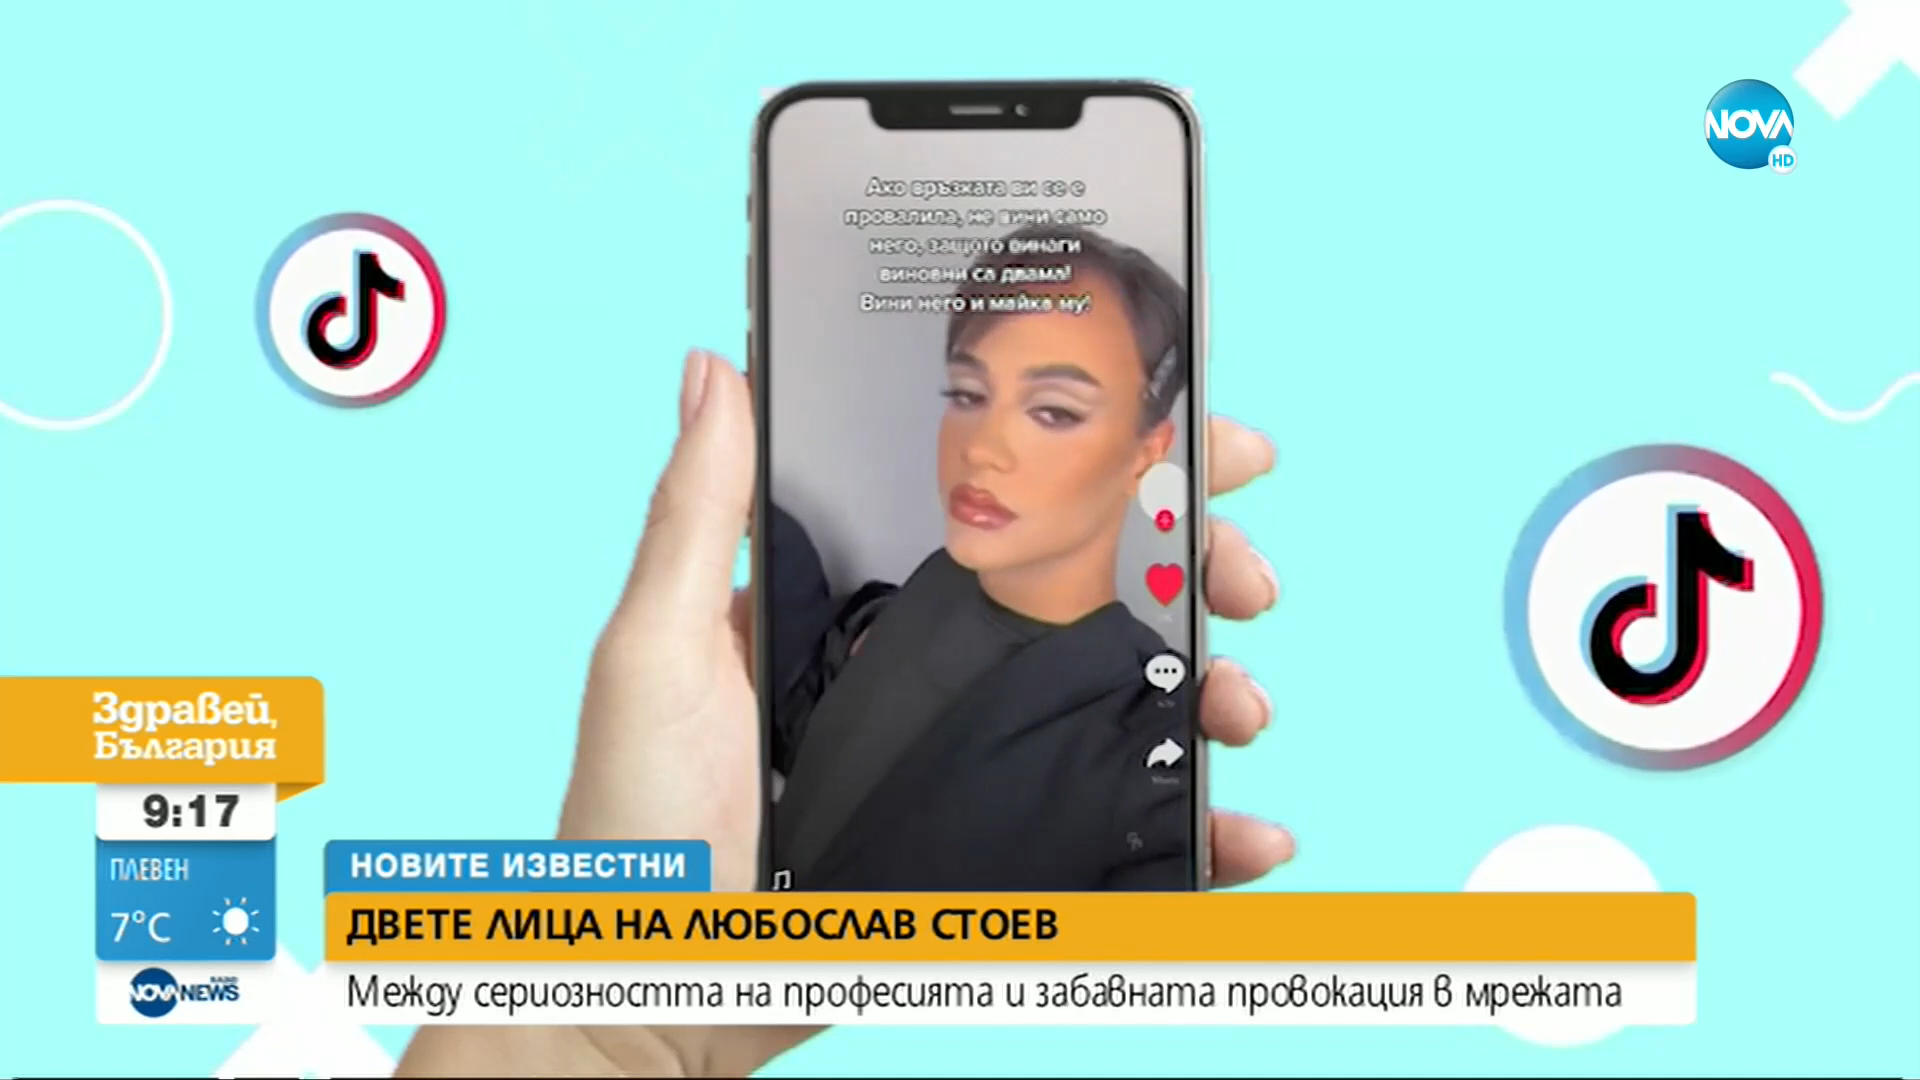 NOVA
HD
Ако връзката ви се е
провалила, не вини само
него, защото винаги
виновни са двама!
Вини него и майка му!
Здравей,
България
9:17
ПЛЕВЕН
7°C
NOVA NEWS
НОВИТЕ ИЗВЕСТНИ
ДВЕТЕ ЛИЦА НА ЛЮБОСЛАВ СТОЕВ
Между сериозността на професията и забавната провокация в мрежата